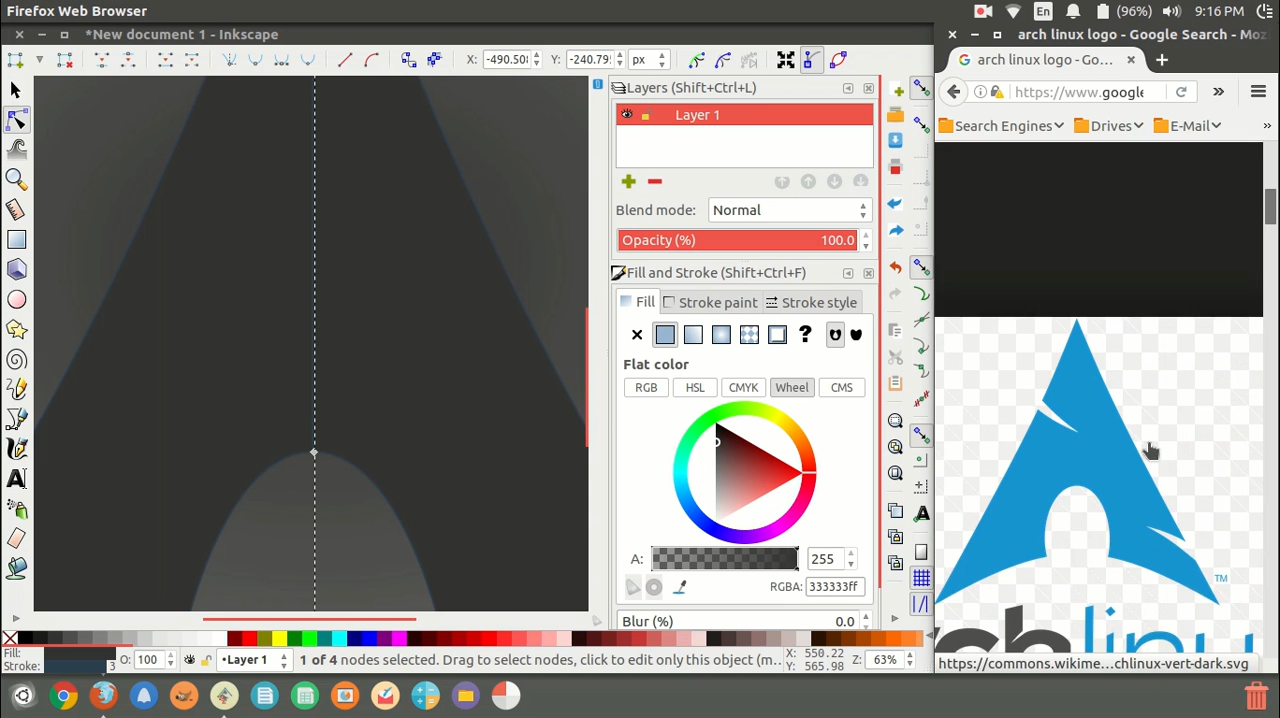 Firefox Web Browser
En
(96%)
9:16 PM
*New document 1 - Inkscape
arch linux logo - Google Search - Moz
X: -490.508
Y: -240.79
px
arch linux logo - Go...
https://www.google
Search Engines
Drives
E-Mail
Layers (Shift+Ctrl+L)
Layer 1
Blend mode:
Normal
Opacity (%)
100.0
Fill and Stroke (Shift+Ctrl+F)
Fill
Stroke paint
Stroke style
?
Flat color
RGB
HSL
CMYK
Wheel
CMS
A:
255
RGBA:
333333ff
Blur (%)
0.0
A
A
TM
chlinu
https://commons.wikime...chlinux-vert-dark.svg
Fill:
Stroke:
3
O:
100
•Layer 1
1 of 4 nodes selected. Drag to select nodes, click to edit only this object (m...
X: 550.22
Y: 565.98
Z:
63%